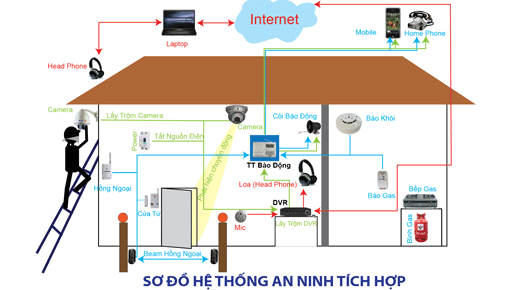 Internet
Laptop
Mobile
Home Phone
Head Phone
Camera
Lấy Trộm Camera
Còi Báo Động
Báo Khói
Camera
Power
Tắt Nguồn Điện
Phát hiện chuyển động
TT Báo Động
Hồng Ngoại
Loa (Head Phone)
Báo Gas
Bếp Gas
Cửa Từ
DVR
Mic
Lấy Trộm DVR
Bình Gas
Beam Hồng Ngoại
SƠ ĐỒ HỆ THỐNG AN NINH TÍCH HỢP